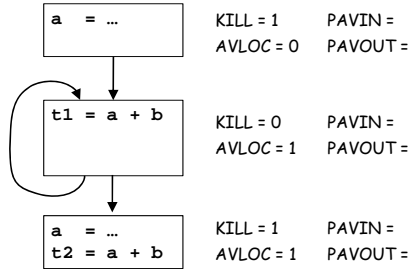 a = … KILL = 1 PAVIN =
AVLOC = 0 PAVOUT =
t1 = a + b KILL = 0 PAVIN =
AVLOC = 1 PAVOUT =
a = … KILL = 1 PAVIN =
t2 = a + b AVLOC = 1 PAVOUT =